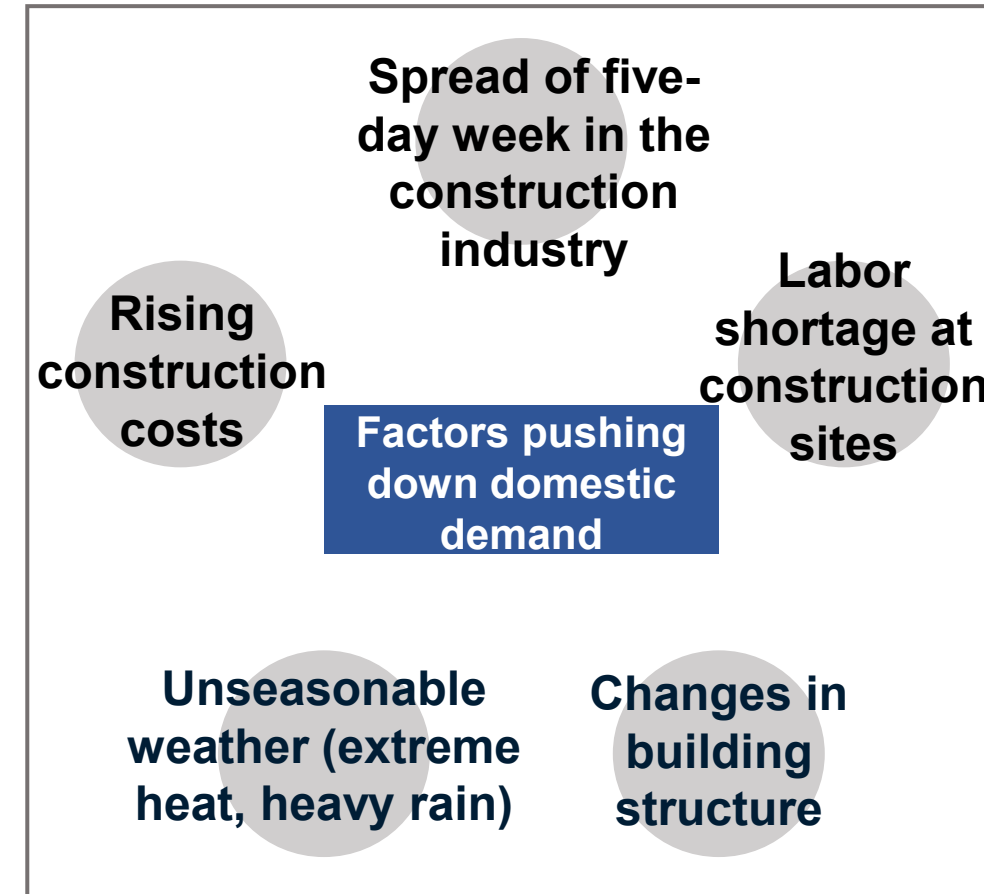 Spread of five-
day week in the
construction
industry
Rising
construction
costs
Labor
shortage at
construction
sites
Factors pushing
down domestic
demand
Unseasonable
weather (extreme
heat, heavy rain)
Changes in
building
structure